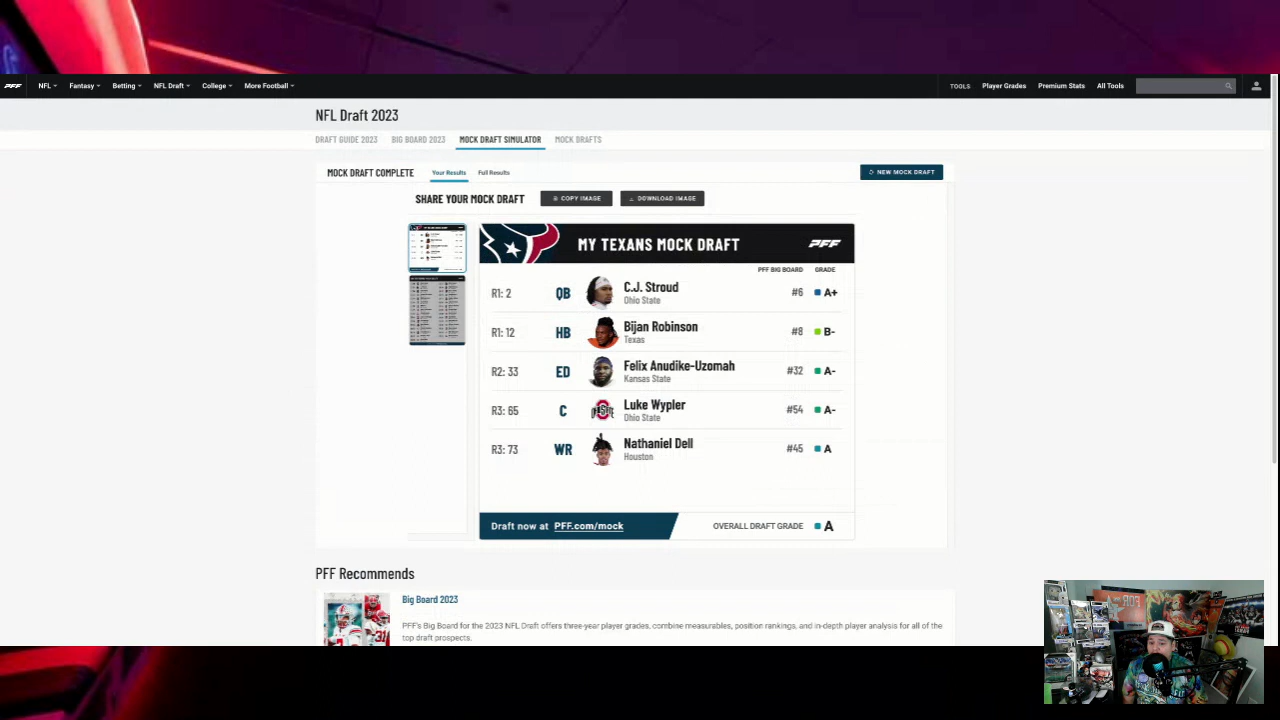 PFF NFL Fantasy Betting NFL Draft College More Football TOOLS Player Grades Premium Stats All Tools
NFL Draft 2023
DRAFT GUIDE 2023 BIG BOARD 2023 MOCK DRAFT SIMULATOR MOCK DRAFTS
MOCK DRAFT COMPLETE Your Results Full Results NEW MOCK DRAFT
SHARE YOUR MOCK DRAFT COPY IMAGE DOWNLOAD IMAGE
MY TEXANS MOCK DRAFT PFF
PFF BIG BOARD GRADE
R1: 2 QB C.J. Stroud #6 A+
Ohio State
R1: 12 HB Bijan Robinson #8 B-
Texas
R2: 33 ED Felix Anudike-Uzomah #32 A-
Kansas State
R3: 65 C Luke Wypler #54 A-
Ohio State
R3: 73 WR Nathaniel Dell #45 A
Houston
Draft now at PFF.com/mock OVERALL DRAFT GRADE A
PFF Recommends
Big Board 2023
PFF's Big Board for the 2023 NFL Draft offers three-year player grades, combine measurables, position rankings, and in-depth player analysis for all of the
top draft prospects.